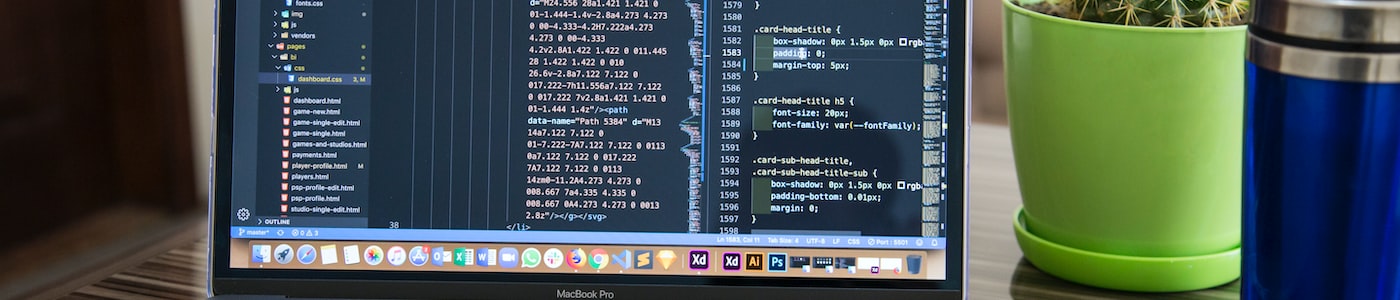 fonts.css
img
js
vendors
pages
bi
css
dashboard.css 3, M
js
dashboard.html
game-new.html
game-single-edit.html
game-single.html
games-and-studios.html
payments.html
player-profile.html M
players.html
psp-profile-edit.html
psp-profile.html
studio-single-edit.html
OUTLINE
master*
0 3
d="M24.556 28a1.421 1.421 0
01-1.444-1.4v-2.8a4.273 4.273
0 00-4.333-4.2H7.222a4.273
4.273 0 00-4.333
4.2v2.8A1.422 1.422 0 011.445
28 1.422 1.422 0 010
26.6v-2.8a7.122 7.122 0
017.222-7h11.556a7.122 7.122
0 017.222 7v2.8a1.421 1.421 0
01-1.444 1.4z"/><path
data-name="Path 5384" d="M13
14a7.122 7.122 0
01-7.222-7A7.122 7.122 0 0113
0a7.122 7.122 0 017.222
7A7.122 7.122 0 0113
14zm0-11.2A4.273 4.273 0
008.667 7a4.335 4.335 0
008.667 0A4.273 4.273 0 0013
2.8z"/></g></svg>
38 </li>
1579 }
1580
1581 .card-head-title {
1582 box-shadow: 0px 1.5px 0px rgb
1583 padding: 0;
1584 margin-top: 5px;
1585 }
1586
1587 .card-head-title h5 {
1588 font-size: 20px;
1589 font-family: var(--fontFamily);
1590 }
1591
1592 .card-sub-head-title,
1593 .card-sub-head-title-sub {
1594 box-shadow: 0px 1.5px 0px rgb
1595 padding-bottom: 0.01px;
1596 margin: 0;
1597 }
1598
Ln 1583, Col 11 Tab Size: 4 UTF-8 LF CSS Port : 5501
Xd Xd Ai Ps
MacBook Pro